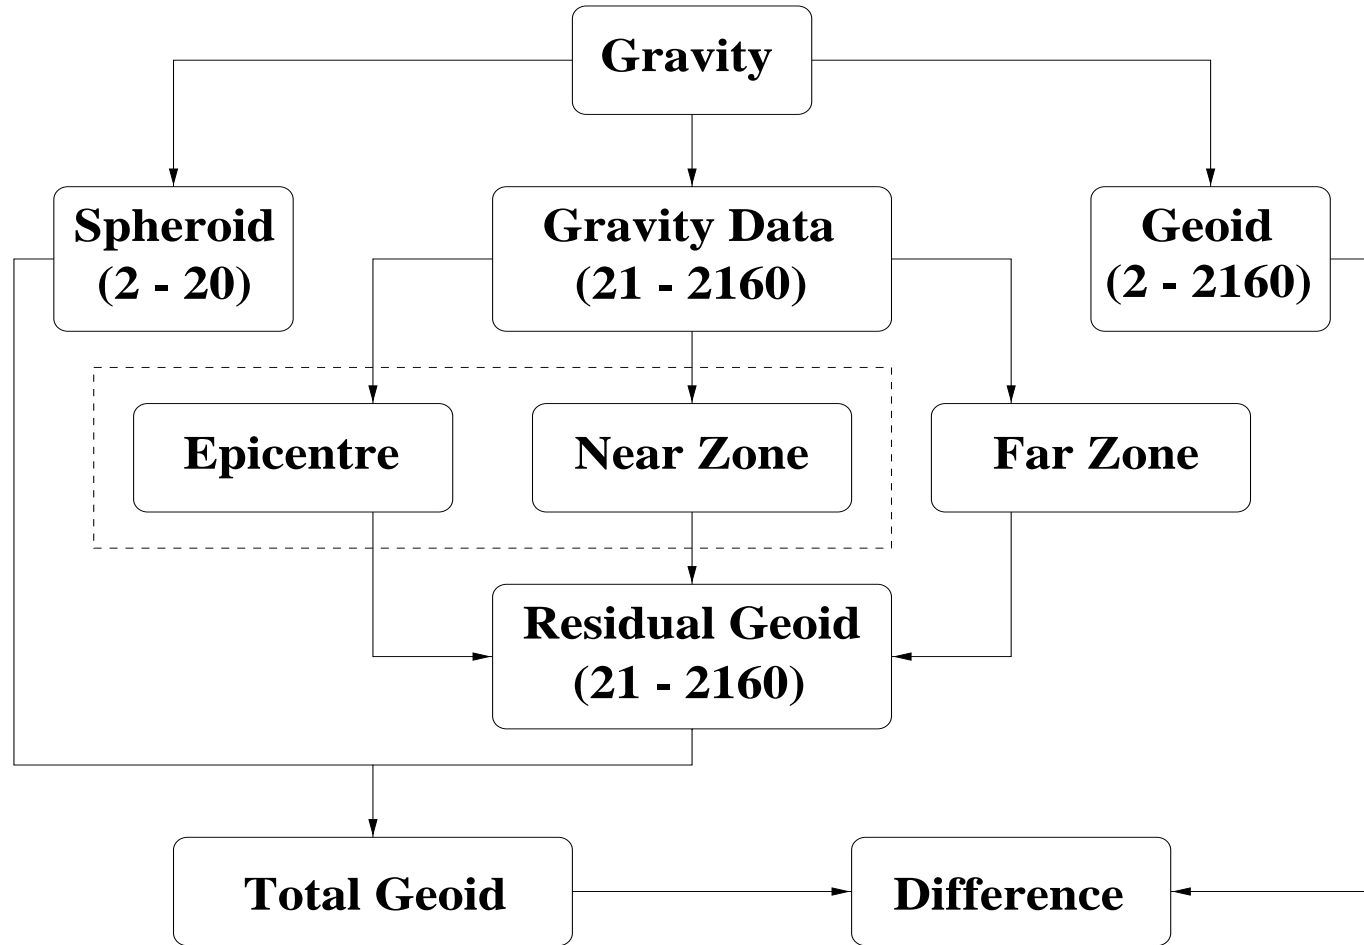 Gravity
Spheroid
(2 - 20)
Gravity Data
(21 - 2160)
Geoid
(2 - 2160)
Epicentre
Near Zone
Far Zone
Residual Geoid
(21 - 2160)
Total Geoid
Difference